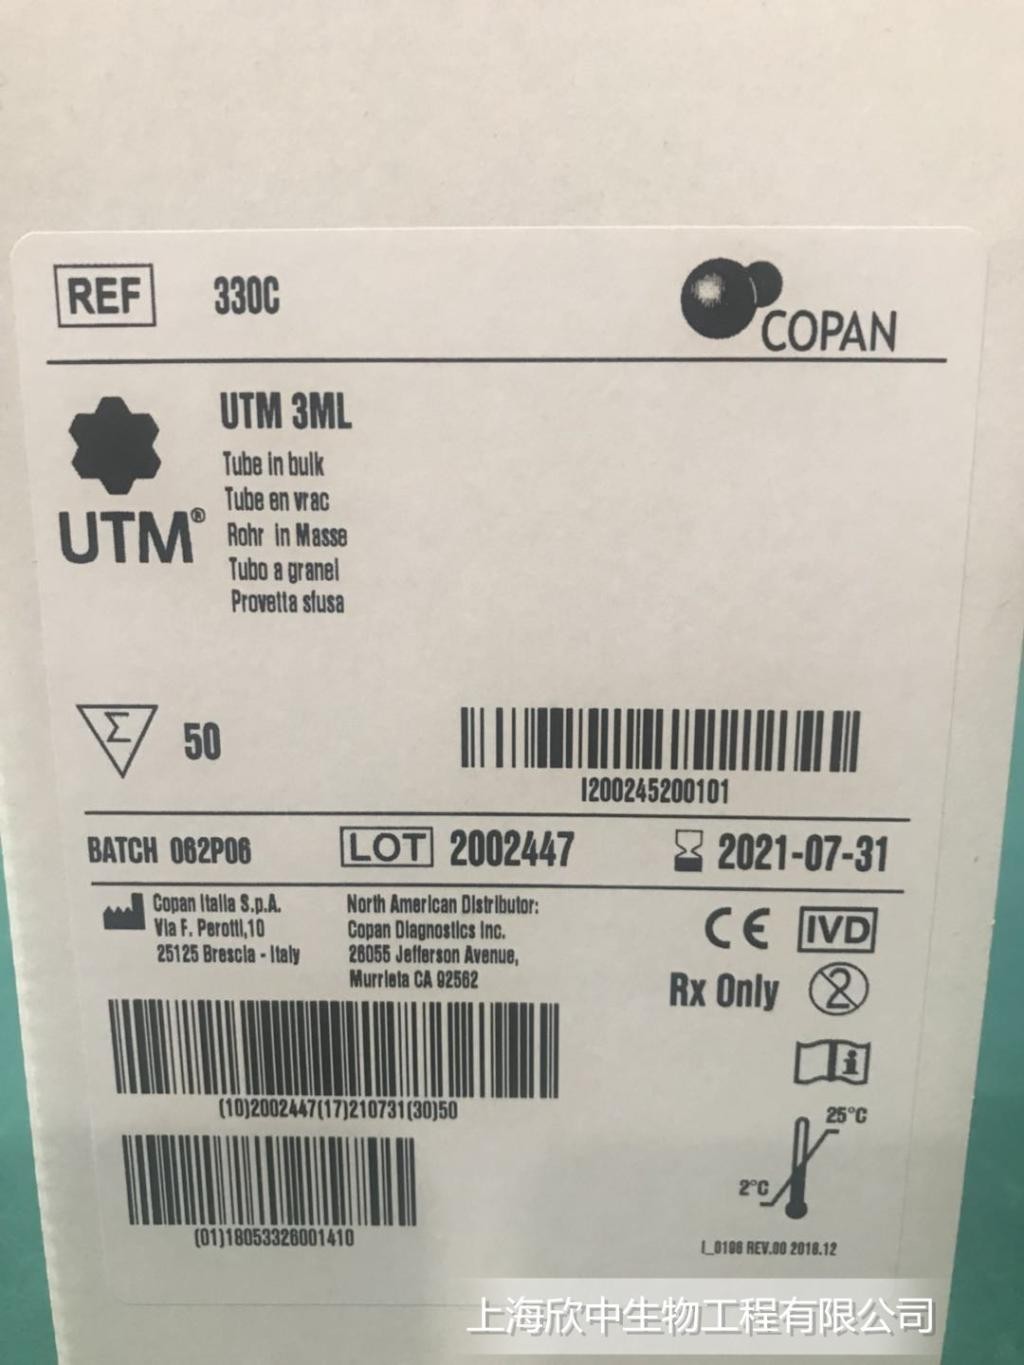 REF 330C
COPAN
UTM 3ML
Tube in bulk
Tube en vrac
Rohr in Masse
Tubo a granel
Provetta sfusa
UTM®
Σ 50
I200245200101
BATCH 062P06 LOT 2002447 2021-07-31
Copan Italia S.p.A.
Via F. Perotti,10
25125 Brescia - Italy
North American Distributor:
Copan Diagnostics Inc.
26055 Jefferson Avenue,
Murrieta CA 92562
CE IVD
Rx Only 2
i
(10)2002447(17)210731(30)50
25°C
2°C
(01)18053326001410
I_0198 REV.00 2018.12
上海欣中生物工程有限公司